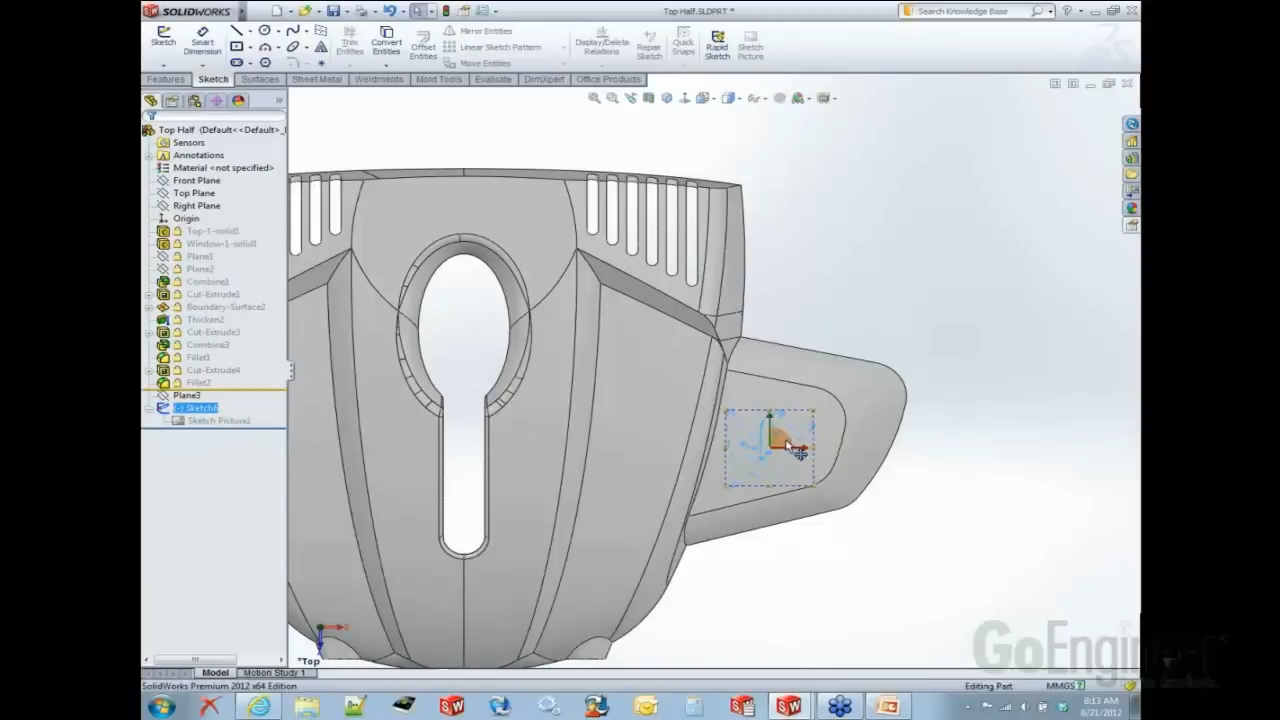 SOLIDWORKS
Top Half.SLDPRT *
Search Knowledge Base
Sketch
Smart Dimension
Trim Entities
Convert Entities
Offset Entities
Mirror Entities
Linear Sketch Pattern
Move Entities
Display/Delete Relations
Repair Sketch
Quick Snaps
Rapid Sketch
Sketch Picture
Features
Sketch
Surfaces
Sheet Metal
Weldments
Mold Tools
Evaluate
DimXpert
Office Products
Top Half (Default<<Default>_
Sensors
Annotations
Material <not specified>
Front Plane
Top Plane
Right Plane
Origin
Top-1-solid1
Window-1-solid1
Plane1
Plane2
Combine1
Cut-Extrude1
Boundary-Surface2
Thicken2
Cut-Extrude3
Combine3
Fillet1
Cut-Extrude4
Fillet2
Plane3
(-) Sketch6
Sketch Picture1
*Top
GoEngineer
Model
Motion Study 1
SolidWorks Premium 2012 x64 Edition
Editing Part
MMGS
8:13 AM
6/21/2012